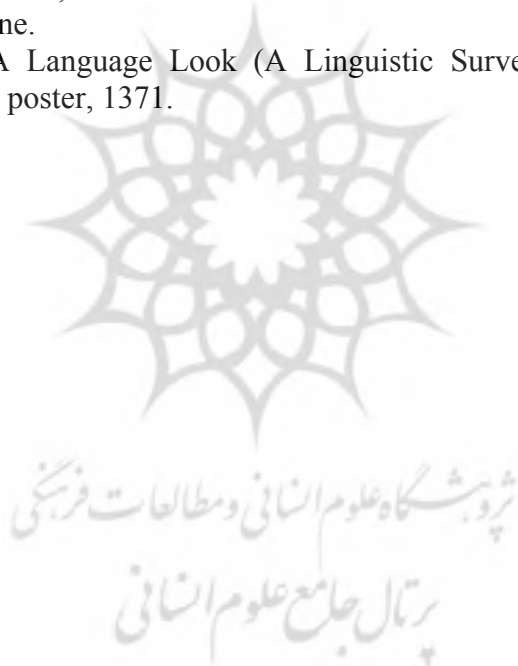 ne.
A Language Look (A Linguistic Surve
poster, 1371.
پژوهشگاه علوم انسانی و مطالعات فرهنگی
پرتال جامع علوم انسانی